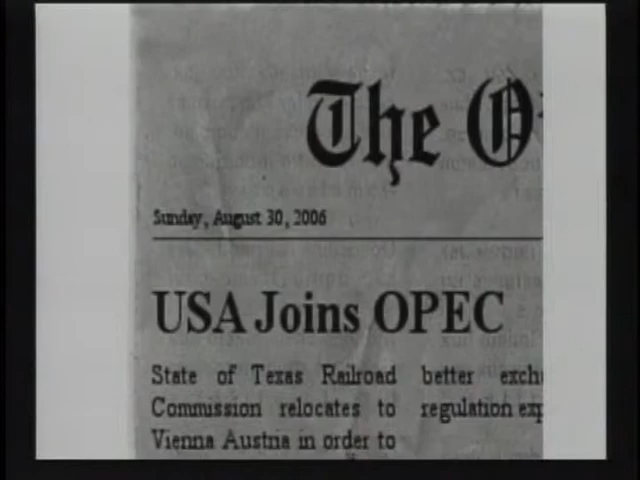 The O
Sunday, August 30, 2006
USA Joins OPEC
State of Texas Railroad
Commission relocates to
Vienna Austria in order to
better exch
regulation exp